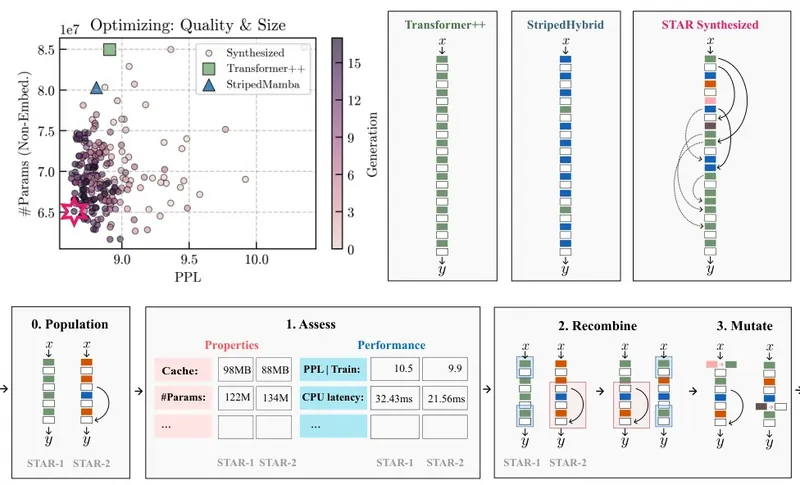 Optimizing: Quality & Size
1e7
8.5
8.0
7.5
7.0
6.5
#Params (Non-Embed.)
9.0
9.5
10.0
PPL
Synthesized
Transformer++
StripedMamba
15
12
9
6
3
0
Generation
Transformer++
x
y
StripedHybrid
x
y
STAR Synthesized
x
y
0. Population
x x
y y
STAR-1 STAR-2
1. Assess
Properties
Cache: 98MB 88MB
#Params: 122M 134M
...
STAR-1 STAR-2
Performance
PPL | Train: 10.5 9.9
CPU latency: 32.43ms 21.56ms
...
STAR-1 STAR-2
2. Recombine
x x x x
y y y y
STAR-1 STAR-2
3. Mutate
x x
y y